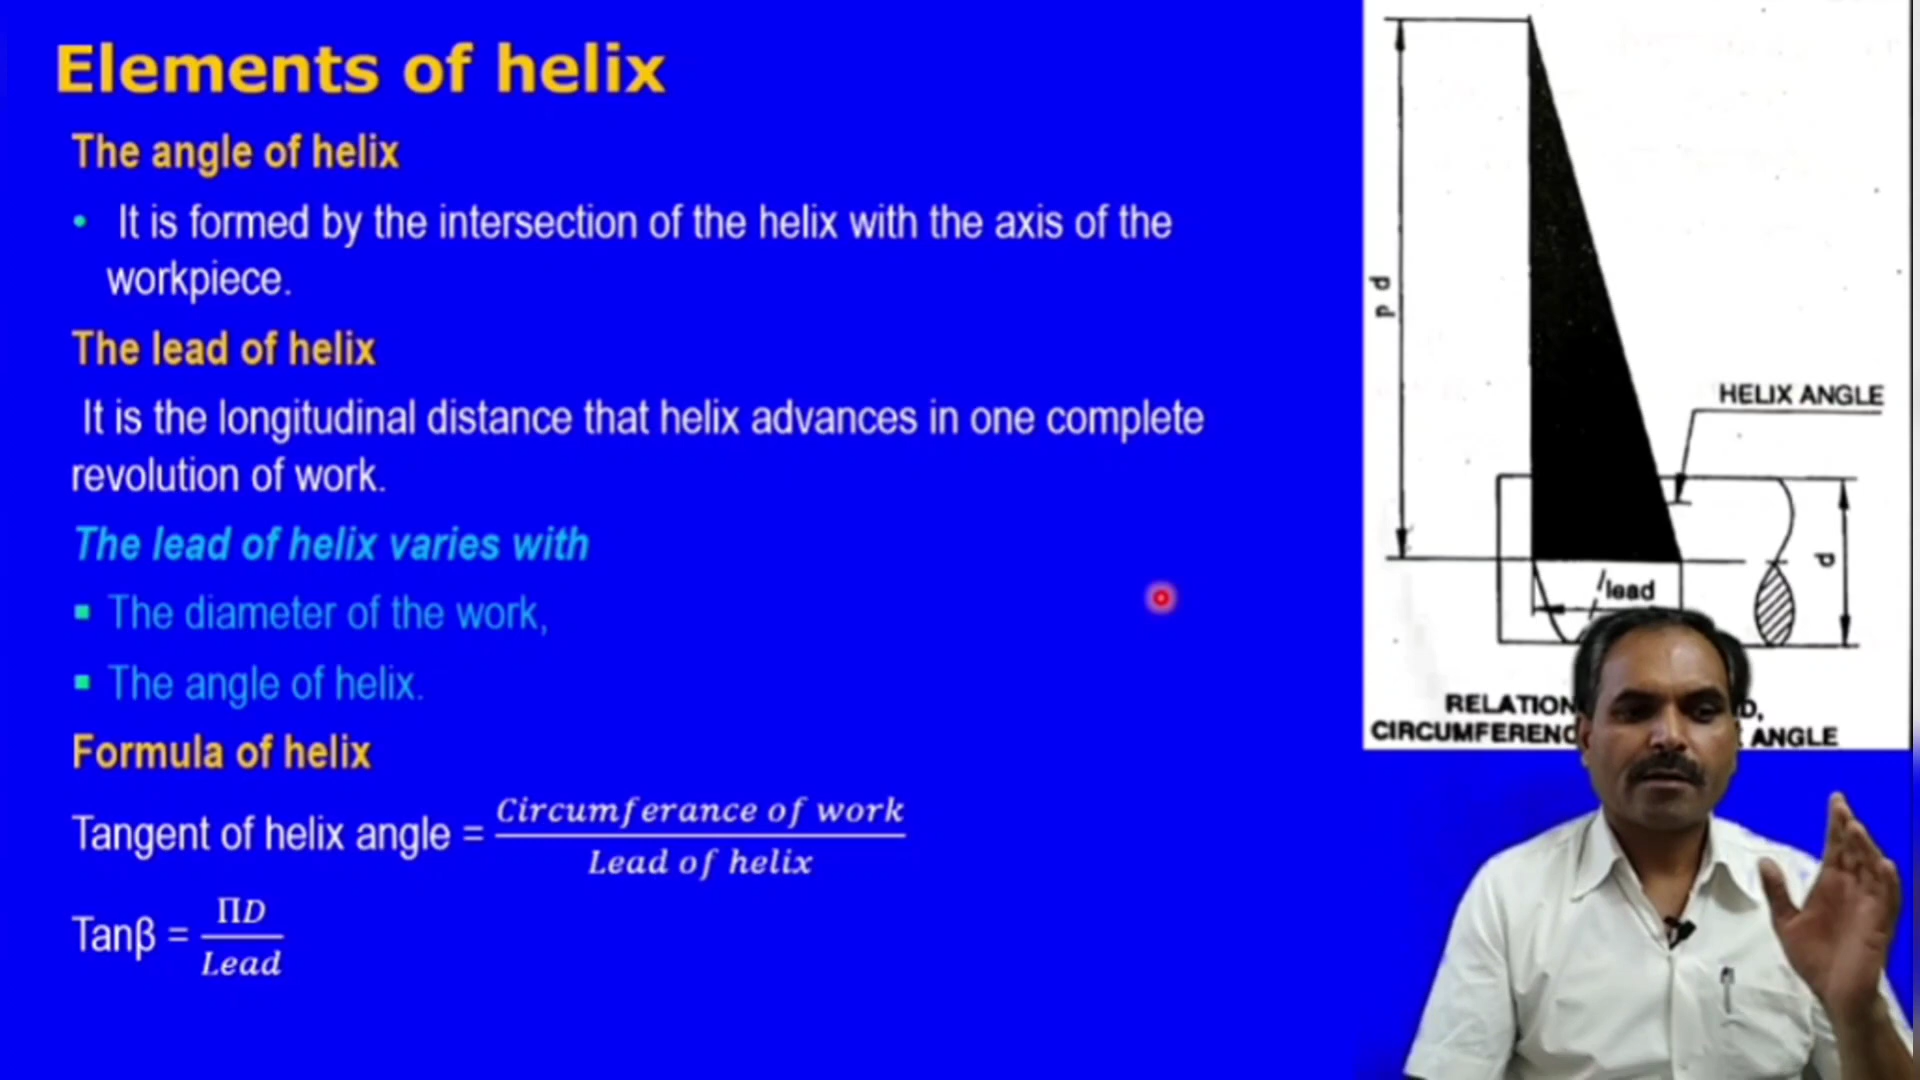 Elements of helix
The angle of helix
• It is formed by the intersection of the helix with the axis of the
workpiece.
The lead of helix
It is the longitudinal distance that helix advances in one complete
revolution of work.
The lead of helix varies with
▪ The diameter of the work,
▪ The angle of helix.
Formula of helix
Tangent of helix angle = Circumferance of work / Lead of helix
Tanβ = ΠD / Lead
p d
HELIX ANGLE
d
lead
RELATION D,
CIRCUMFERENC ANGLE